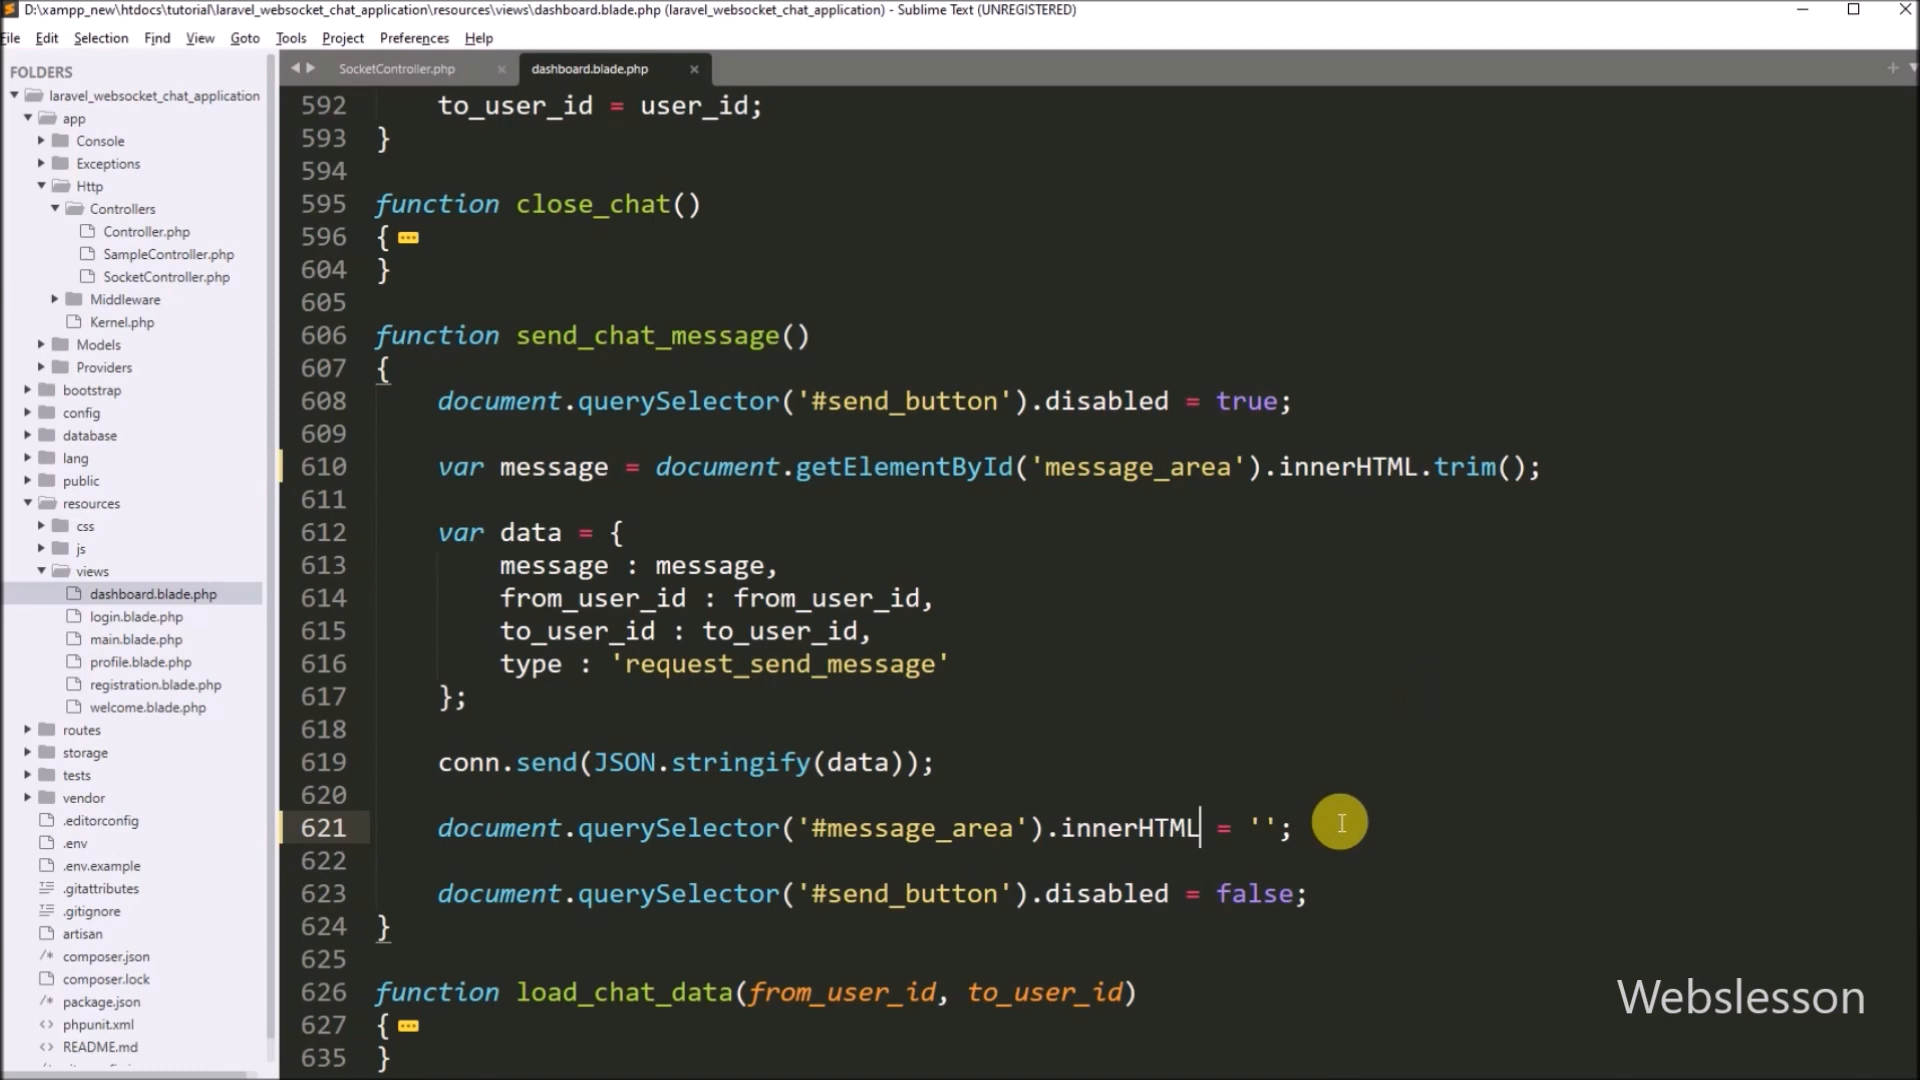 D:\xampp_new\htdocs\tutorial\laravel_websocket_chat_application\resources\views\dashboard.blade.php (laravel_websocket_chat_application) - Sublime Text (UNREGISTERED)
File Edit Selection Find View Goto Tools Project Preferences Help
FOLDERS
laravel_websocket_chat_application
app
Console
Exceptions
Http
Controllers
Controller.php
SampleController.php
SocketController.php
Middleware
Kernel.php
Models
Providers
bootstrap
config
database
lang
public
resources
css
js
views
dashboard.blade.php
login.blade.php
main.blade.php
profile.blade.php
registration.blade.php
welcome.blade.php
routes
storage
tests
vendor
.editorconfig
.env
.env.example
.gitattributes
.gitignore
artisan
composer.json
composer.lock
package.json
phpunit.xml
README.md
SocketController.php dashboard.blade.php
592 to_user_id = user_id;
593 }
594
595 function close_chat()
596 {
604 }
605
606 function send_chat_message()
607 {
608 document.querySelector('#send_button').disabled = true;
609
610 var message = document.getElementById('message_area').innerHTML.trim();
611
612 var data = {
613 message : message,
614 from_user_id : from_user_id,
615 to_user_id : to_user_id,
616 type : 'request_send_message'
617 };
618
619 conn.send(JSON.stringify(data));
620
621 document.querySelector('#message_area').innerHTML = '';
622
623 document.querySelector('#send_button').disabled = false;
624 }
625
626 function load_chat_data(from_user_id, to_user_id)
627 {
635 }
Webslesson